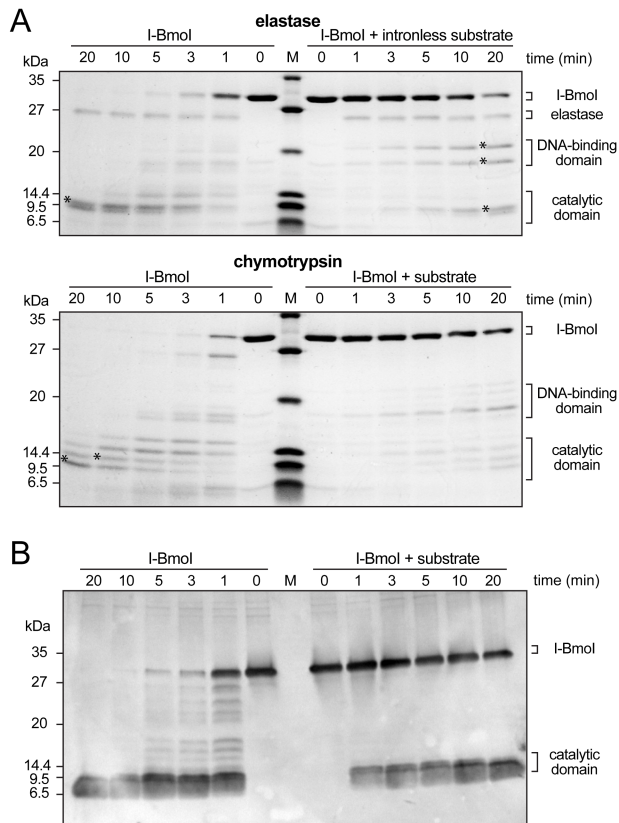 A
elastase
I-BmoI
I-BmoI + intronless substrate
kDa
20 10 5 3 1 0 M 0 1 3 5 10 20 time (min)
35
27
20
14.4
9.5
6.5
I-BmoI
elastase
DNA-binding
domain
catalytic
domain
*
*
*
*
chymotrypsin
I-BmoI
I-BmoI + substrate
kDa
20 10 5 3 1 0 M 0 1 3 5 10 20 time (min)
35
27
20
14.4
9.5
6.5
I-BmoI
DNA-binding
domain
catalytic
domain
* *
B
I-BmoI
I-BmoI + substrate
20 10 5 3 1 0 M 0 1 3 5 10 20 time (min)
kDa
35
27
20
14.4
9.5
6.5
I-BmoI
catalytic
domain